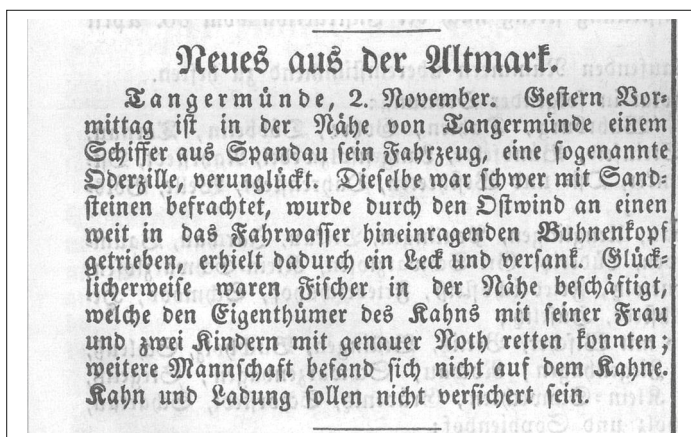 Neues aus der Altmark.
Tangermünde, 2. November. Gestern Vor-
mittag ist in der Nähe von Tangermünde einem
Schiffer aus Spandau sein Fahrzeug, eine sogenannte
Oderzille, verunglückt. Dieselbe war schwer mit Sand-
steinen befrachtet, wurde durch den Ostwind an einen
weit in das Fahrwasser hineinragenden Buhnenkopf
getrieben, erhielt dadurch ein Leck und versank. Glück-
licherweise waren Fischer in der Nähe beschäftigt,
welche den Eigenthümer des Kahns mit seiner Frau
und zwei Kindern mit genauer Noth retten konnten;
weitere Mannschaft befand sich nicht auf dem Kahne.
Kahn und Ladung sollen nicht versichert sein.